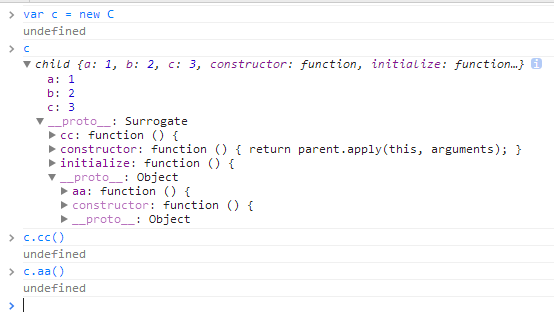 > var c = new C
undefined
> c
▼ child {a: 1, b: 2, c: 3, constructor: function, initialize: function…} i
a: 1
b: 2
c: 3
▼ __proto__: Surrogate
▶ cc: function () {
▶ constructor: function () { return parent.apply(this, arguments); }
▶ initialize: function () {
▼ __proto__: Object
▶ aa: function () {
▶ constructor: function () {
▶ __proto__: Object
> c.cc()
undefined
> c.aa()
undefined
>